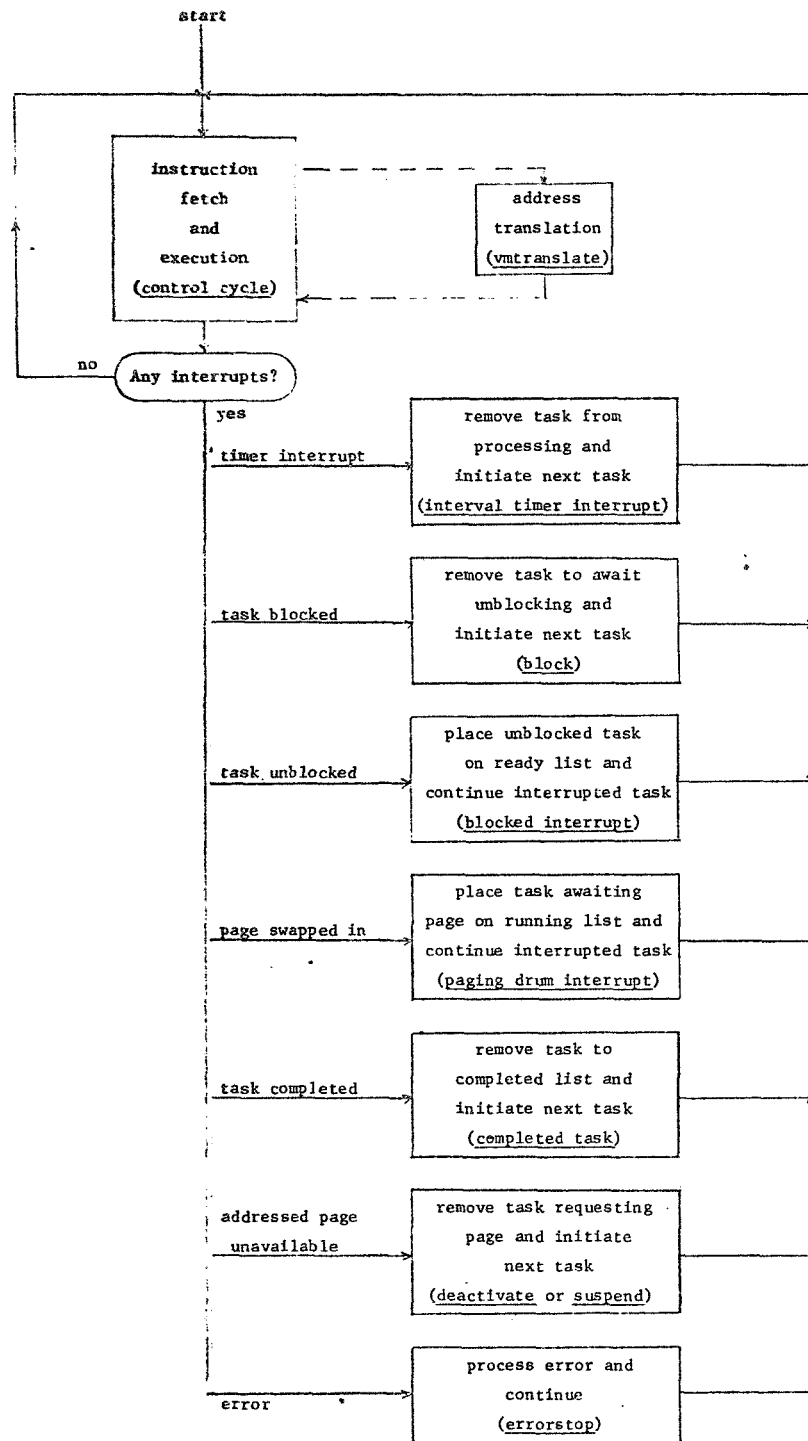 start
instruction
fetch
and
execution
(control cycle)
address
translation
(vmtranslate)
no
Any interrupts?
yes
timer interrupt
remove task from
processing and
initiate next task
(interval timer interrupt)
task blocked
remove task to await
unblocking and
initiate next task
(block)
task unblocked
place unblocked task
on ready list and
continue interrupted task
(blocked interrupt)
page swapped in
place task awaiting
page on running list and
continue interrupted task
(paging drum interrupt)
task completed
remove task to
completed list and
initiate next task
(completed task)
addressed page
unavailable
remove task requesting
page and initiate
next task
(deactivate or suspend)
error
process error and
continue
(errorstop)